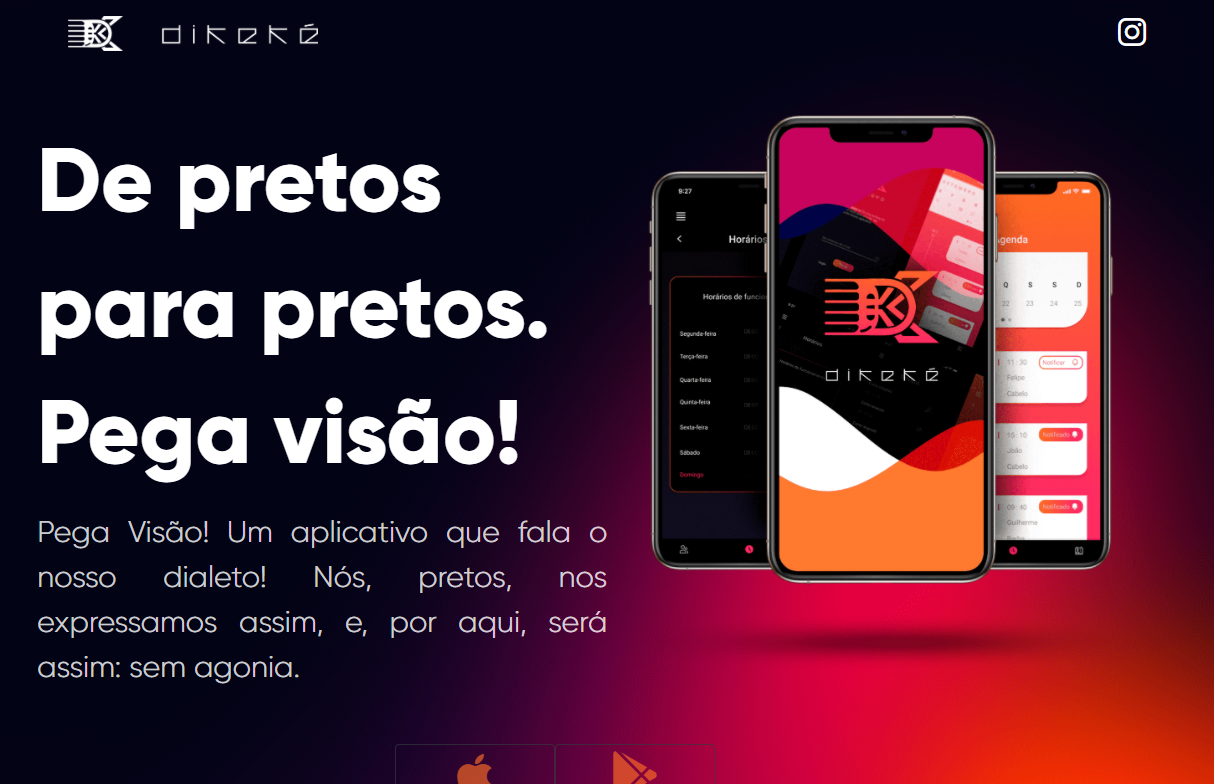 dikeké
De pretos
para pretos.
Pega visão!
Pega Visão! Um aplicativo que fala o
nosso dialeto! Nós, pretos, nos
expressamos assim, e, por aqui, será
assim: sem agonia.
9:27
Horários
Horários de funcio
Segunda-feira
Terça-feira
Quarta-feira
Quinta-feira
Sexta-feira
Sábado
Domingo
dikeké
Agenda
Q S S D
22 23 24 25
11 : 30 Notificar
Felipe
Cabelo
15 : 10 Notificado
João
Cabelo
09 : 40 Notificado
Guilherme